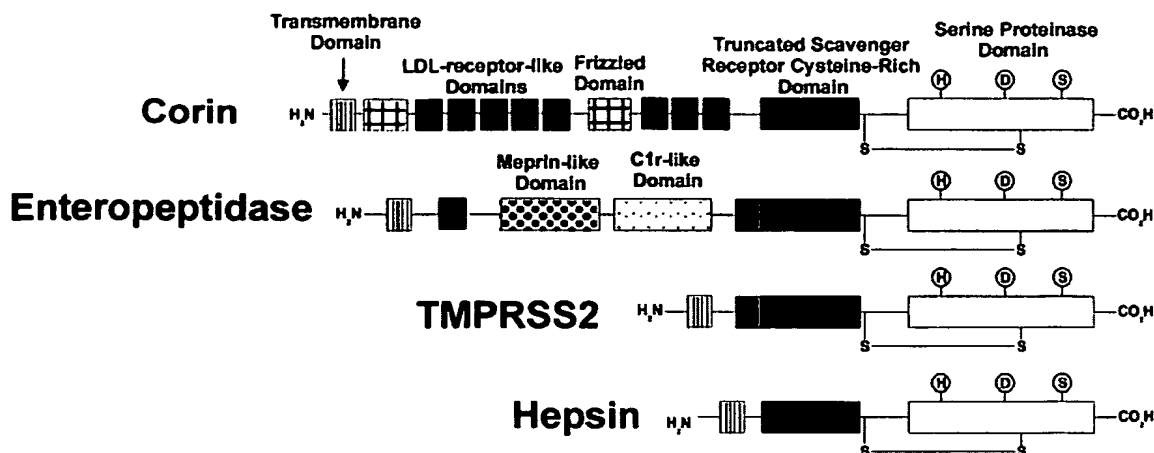 Transmembrane
Domain
LDL-receptor-like
Domains
Frizzled
Domain
Truncated Scavenger
Receptor Cysteine-Rich
Domain
Serine Proteinase
Domain
H D S
Corin H₂N CO₂H
S S
Meprin-like
Domain
C1r-like
Domain
H D S
Enteropeptidase H₂N CO₂H
S S
H D S
TMPRSS2 H₂N CO₂H
S S
H D S
Hepsin H₂N CO₂H
S S